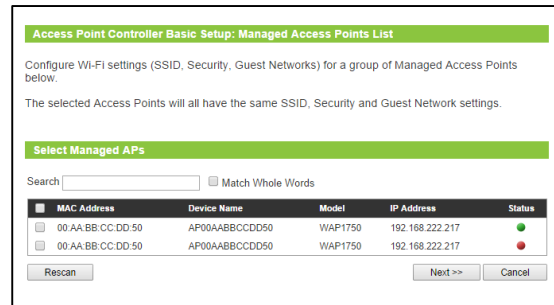 Access Point Controller Basic Setup: Managed Access Points List
Configure Wi-Fi settings (SSID, Security, Guest Networks) for a group of Managed Access Points
below.
The selected Access Points will all have the same SSID, Security and Guest Network settings.
Select Managed APs
Search Match Whole Words
MAC Address Device Name Model IP Address Status
00:AA:BB:CC:DD:50 AP00AABBCCDD50 WAP1750 192.168.222.217
00:AA:BB:CC:DD:50 AP00AABBCCDD50 WAP1750 192.168.222.217
Rescan Next >> Cancel